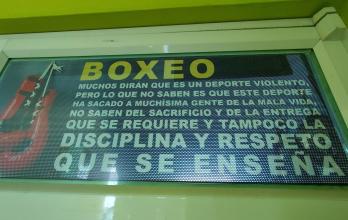 BOXEO
MUCHOS DIRÁN QUE ES UN DEPORTE VIOLENTO,
PERO LO QUE NO SABEN ES QUE ESTE DEPORTE
HA SACADO A MUCHÍSIMA GENTE DE LA MALA VIDA,
NO SABEN DEL SACRIFICIO Y DE LA ENTREGA
QUE SE REQUIERE Y TAMPOCO LA
DISCIPLINA Y RESPETO
QUE SE ENSEÑA